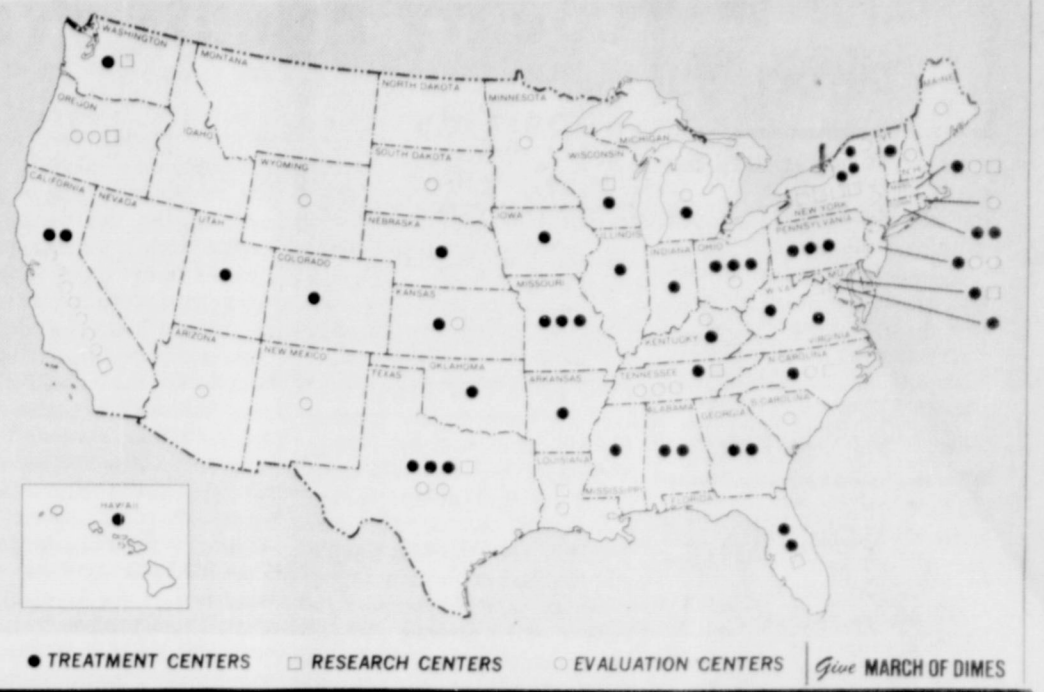 WASHINGTON
MONTANA
NORTH DAKOTA
MINNESOTA
MAINE
OREGON
IDAHO
WYOMING
SOUTH DAKOTA
WISCONSIN
MICHIGAN
NEW YORK
CALIFORNIA
NEVADA
UTAH
NEBRASKA
IOWA
PENNSYLVANIA
COLORADO
ILLINOIS
INDIANA
OHIO
KANSAS
MISSOURI
W.VA.
VIRGINIA
ARIZONA
NEW MEXICO
KENTUCKY
TEXAS
OKLAHOMA
ARKANSAS
TENNESSEE
N.CAROLINA
S.CAROLINA
ALABAMA
GEORGIA
LOUISIANA
MISSISSIPPI
FLORIDA
HAWAII
TREATMENT CENTERS
RESEARCH CENTERS
EVALUATION CENTERS
Give MARCH OF DIMES